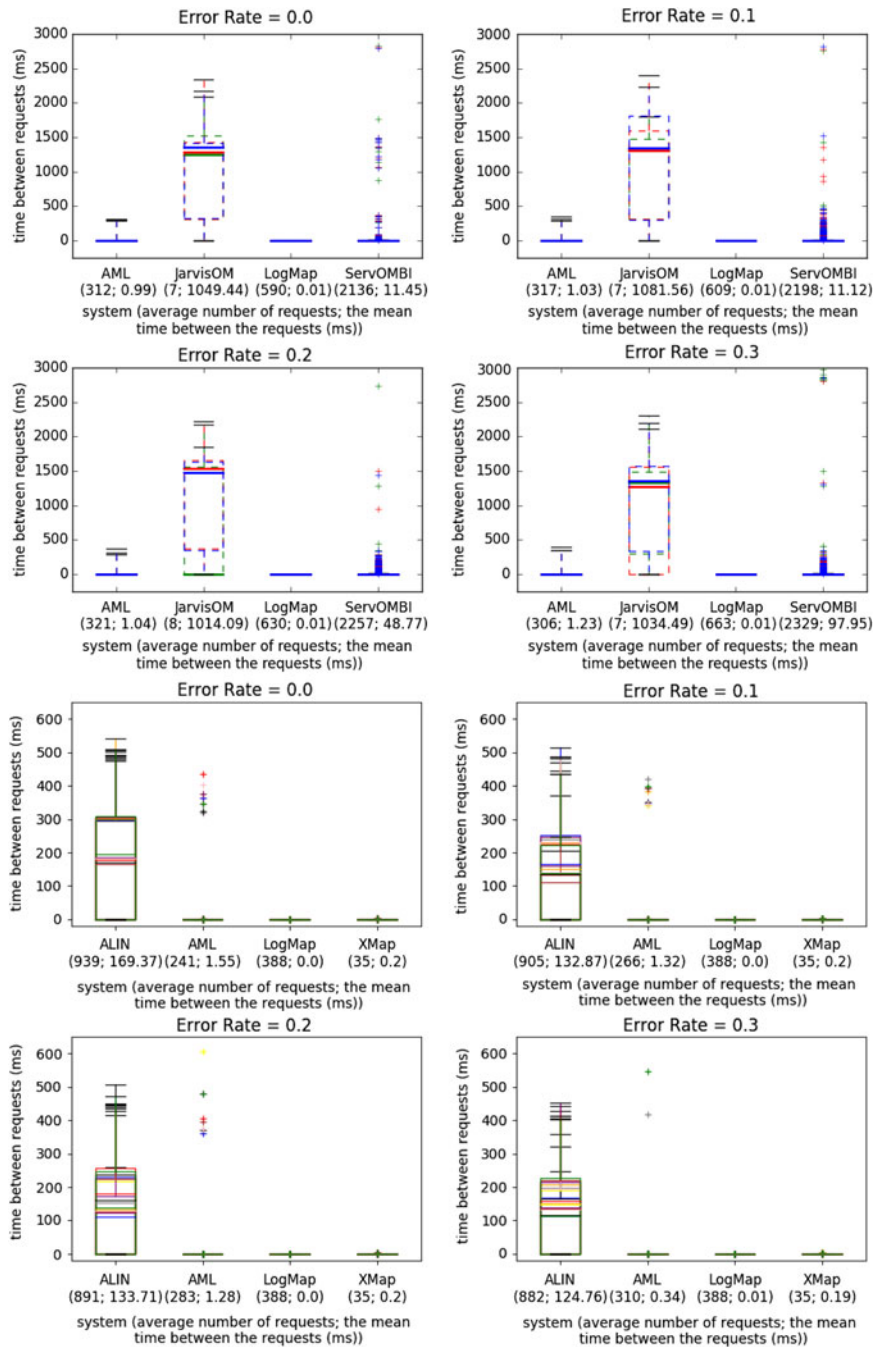 Error Rate = 0.0
time between requests (ms)
3000
2500
2000
1500
1000
500
0
AML JarvisOM LogMap ServOMBI
(312; 0.99) (7; 1049.44) (590; 0.01) (2136; 11.45)
system (average number of requests; the mean
time between the requests (ms))
Error Rate = 0.1
time between requests (ms)
3000
2500
2000
1500
1000
500
0
AML JarvisOM LogMap ServOMBI
(317; 1.03) (7; 1081.56) (609; 0.01) (2198; 11.12)
system (average number of requests; the mean
time between the requests (ms))
Error Rate = 0.2
time between requests (ms)
3000
2500
2000
1500
1000
500
0
AML JarvisOM LogMap ServOMBI
(321; 1.04) (8; 1014.09) (630; 0.01) (2257; 48.77)
system (average number of requests; the mean
time between the requests (ms))
Error Rate = 0.3
time between requests (ms)
3000
2500
2000
1500
1000
500
0
AML JarvisOM LogMap ServOMBI
(306; 1.23) (7; 1034.49) (663; 0.01) (2329; 97.95)
system (average number of requests; the mean
time between the requests (ms))
Error Rate = 0.0
time between requests (ms)
600
500
400
300
200
100
0
ALIN AML LogMap XMap
(939; 169.37) (241; 1.55) (388; 0.0) (35; 0.2)
system (average number of requests; the mean
time between the requests (ms))
Error Rate = 0.1
time between requests (ms)
600
500
400
300
200
100
0
ALIN AML LogMap XMap
(905; 132.87) (266; 1.32) (388; 0.0) (35; 0.2)
system (average number of requests; the mean
time between the requests (ms))
Error Rate = 0.2
time between requests (ms)
600
500
400
300
200
100
0
ALIN AML LogMap XMap
(891; 133.71) (283; 1.28) (388; 0.0) (35; 0.2)
system (average number of requests; the mean
time between the requests (ms))
Error Rate = 0.3
time between requests (ms)
600
500
400
300
200
100
0
ALIN AML LogMap XMap
(882; 124.76) (310; 0.34) (388; 0.01) (35; 0.19)
system (average number of requests; the mean
time between the requests (ms))